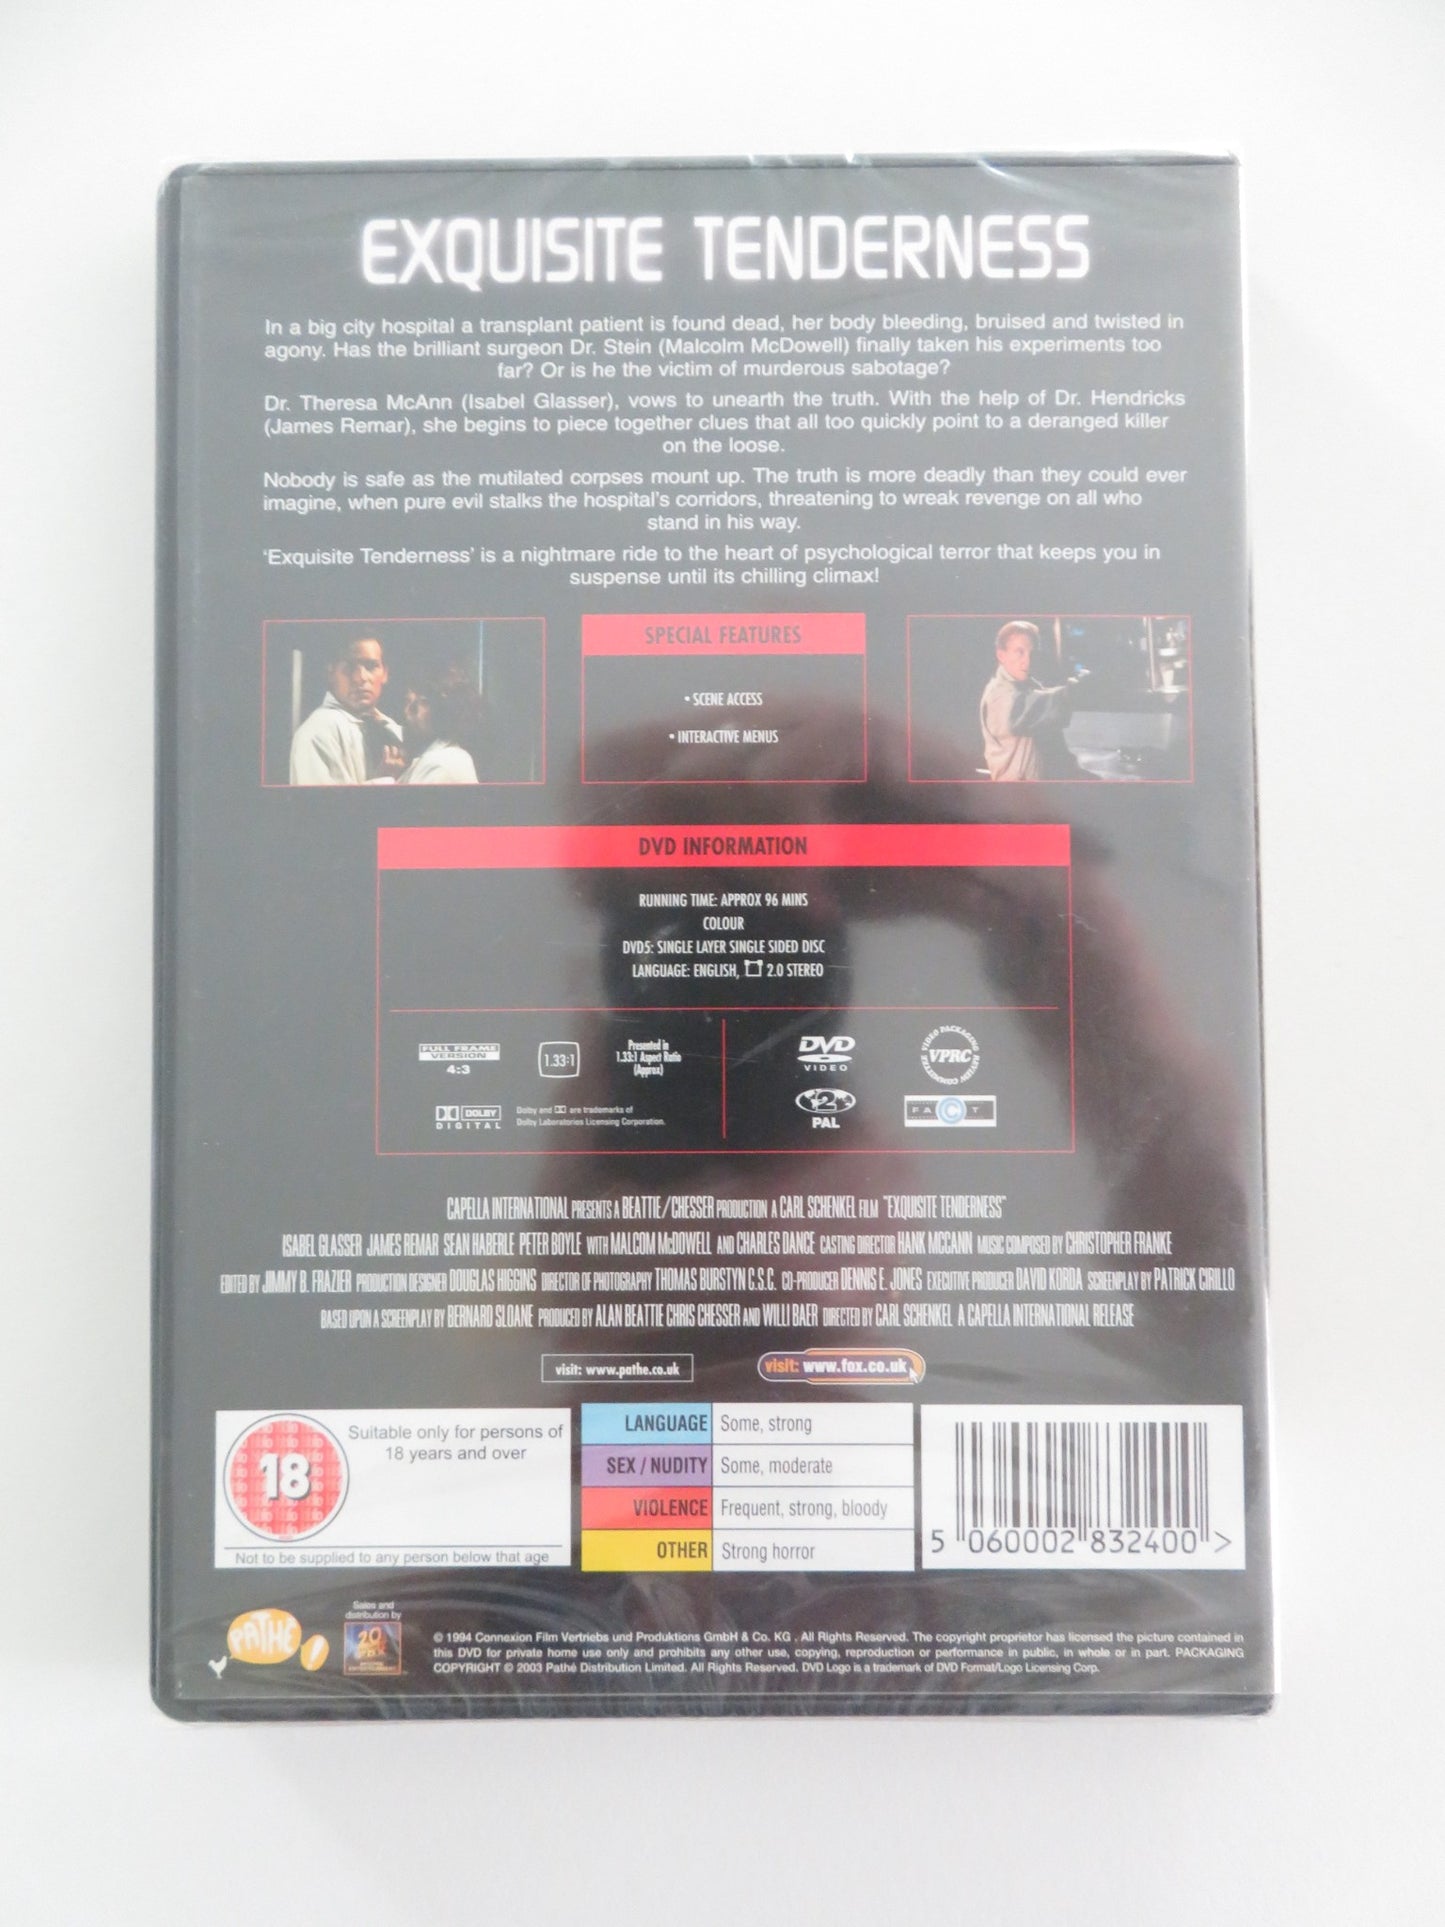 EXQUISITE TENDERNESS
In a big city hospital a transplant patient is found dead, her body bleeding, bruised and twisted in
agony. Has the brilliant surgeon Dr. Stein (Malcolm McDowell) finally taken his experiments too
far? Or is he the victim of murderous sabotage?
Dr. Theresa McAnn (Isabel Glasser), vows to unearth the truth. With the help of Dr. Hendricks
(James Remar), she begins to piece together clues that all too quickly point to a deranged killer
on the loose.
Nobody is safe as the mutilated corpses mount up. The truth is more deadly than they could ever
imagine, when pure evil stalks the hospital's corridors, threatening to wreak revenge on all who
stand in his way.
'Exquisite Tenderness' is a nightmare ride to the heart of psychological terror that keeps you in
suspense until its chilling climax!
SPECIAL FEATURES
• SCENE ACCESS
• INTERACTIVE MENUS
DVD INFORMATION
RUNNING TIME: APPROX 96 MINS
COLOUR
DVD5: SINGLE LAYER SINGLE SIDED DISC
LANGUAGE: ENGLISH, 2.0 STEREO
FULL FRAME
VERSION
4:3
1.33:1
Presented in
1.33:1 Aspect Ratio
(Approx)
DOLBY
DIGITAL
Dolby and are trademarks of
Dolby Laboratories Licensing Corporation.
DVD
VIDEO
VIDEO PACKAGING REVIEW COMMITTEE
VPRC
2
PAL
FACT
CAPELLA INTERNATIONAL PRESENTS A BEATTIE/CHESSER PRODUCTION A CARL SCHENKEL FILM "EXQUISITE TENDERNESS"
ISABEL GLASSER JAMES REMAR SEAN HABERLE PETER BOYLE WITH MALCOM McDOWELL AND CHARLES DANCE CASTING DIRECTOR HANK MCCANN MUSIC COMPOSED BY CHRISTOPHER FRANKE
EDITED BY JIMMY B. FRAZIER PRODUCTION DESIGNER DOUGLAS HIGGINS DIRECTOR OF PHOTOGRAPHY THOMAS BURSTYN C.S.C. CO-PRODUCER DENNIS E. JONES EXECUTIVE PRODUCER DAVID KORDA SCREENPLAY BY PATRICK CIRILLO
BASED UPON A SCREENPLAY BY BERNARD SLOANE PRODUCED BY ALAN BEATTIE CHRIS CHESSER AND WILLI BAER DIRECTED BY CARL SCHENKEL A CAPELLA INTERNATIONAL RELEASE
visit: www.pathe.co.uk
visit: www.fox.co.uk
18
Suitable only for persons of
18 years and over
Not to be supplied to any person below that age
LANGUAGE Some, strong
SEX / NUDITY Some, moderate
VIOLENCE Frequent, strong, bloody
OTHER Strong horror
5 060002 832400 >
PATHE!
Sales and
distribution by
20
© 1994 Connexion Film Vertriebs und Produktions GmbH & Co. KG . All Rights Reserved. The copyright proprietor has licensed the picture contained in
this DVD for private home use only and prohibits any other use, copying, reproduction or performance in public, in whole or in part. PACKAGING
COPYRIGHT © 2003 Pathé Distribution Limited. All Rights Reserved. DVD Logo is a trademark of DVD Format/Logo Licensing Corp.